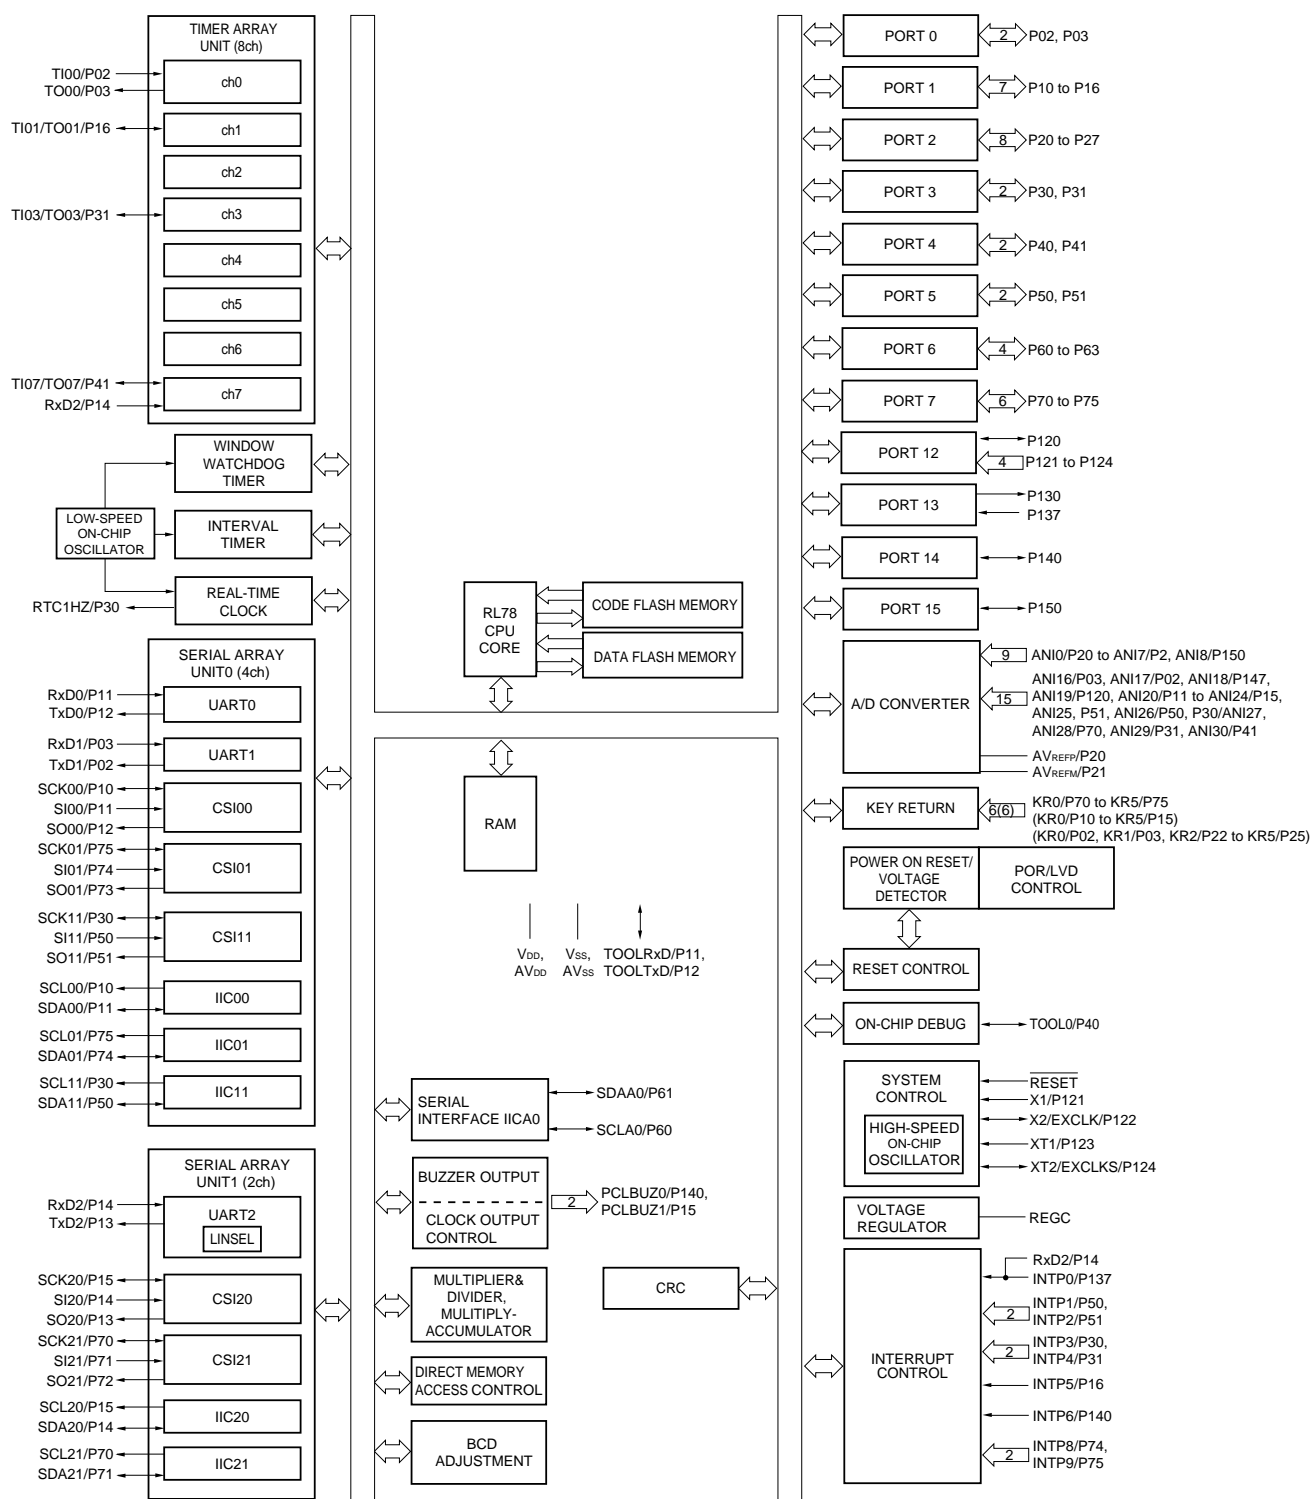 TIMER ARRAY
UNIT (8ch)
TI00/P02
TO00/P03
ch0
TI01/TO01/P16
ch1
ch2
TI03/TO03/P31
ch3
ch4
ch5
ch6
TI07/TO07/P41
RxD2/P14
ch7
WINDOW
WATCHDOG
TIMER
LOW-SPEED
ON-CHIP
OSCILLATOR
INTERVAL
TIMER
RTC1HZ/P30
REAL-TIME
CLOCK
SERIAL ARRAY
UNIT0 (4ch)
RxD0/P11
TxD0/P12
UART0
RxD1/P03
TxD1/P02
UART1
SCK00/P10
SI00/P11
SO00/P12
CSI00
SCK01/P75
SI01/P74
SO01/P73
CSI01
SCK11/P30
SI11/P50
SO11/P51
CSI11
SCL00/P10
SDA00/P11
IIC00
SCL01/P75
SDA01/P74
IIC01
SCL11/P30
SDA11/P50
IIC11
SERIAL ARRAY
UNIT1 (2ch)
RxD2/P14
TxD2/P13
UART2
LINSEL
SCK20/P15
SI20/P14
SO20/P13
CSI20
SCK21/P70
SI21/P71
SO21/P72
CSI21
SCL20/P15
SDA20/P14
IIC20
SCL21/P70
SDA21/P71
IIC21
RL78
CPU
CORE
CODE FLASH MEMORY
DATA FLASH MEMORY
RAM
VDD,
AVDD
VSS,
AVSS
TOOLRxD/P11,
TOOLTxD/P12
SERIAL
INTERFACE IICA0
SDAA0/P61
SCLA0/P60
BUZZER OUTPUT
CLOCK OUTPUT
CONTROL
2
PCLBUZ0/P140,
PCLBUZ1/P15
MULTIPLIER&
DIVIDER,
MULITIPLY-
ACCUMULATOR
DIRECT MEMORY
ACCESS CONTROL
BCD
ADJUSTMENT
CRC
PORT 0
2
P02, P03
PORT 1
7
P10 to P16
PORT 2
8
P20 to P27
PORT 3
2
P30, P31
PORT 4
2
P40, P41
PORT 5
2
P50, P51
PORT 6
4
P60 to P63
PORT 7
6
P70 to P75
PORT 12
P120
4
P121 to P124
PORT 13
P130
P137
PORT 14
P140
PORT 15
P150
A/D CONVERTER
9
ANI0/P20 to ANI7/P2, ANI8/P150
15
ANI16/P03, ANI17/P02, ANI18/P147,
ANI19/P120, ANI20/P11 to ANI24/P15,
ANI25, P51, ANI26/P50, P30/ANI27,
ANI28/P70, ANI29/P31, ANI30/P41
AVREFP/P20
AVREFM/P21
KEY RETURN
6(6)
KR0/P70 to KR5/P75
(KR0/P10 to KR5/P15)
(KR0/P02, KR1/P03, KR2/P22 to KR5/P25)
POWER ON RESET/
VOLTAGE
DETECTOR
POR/LVD
CONTROL
RESET CONTROL
ON-CHIP DEBUG
TOOL0/P40
SYSTEM
CONTROL
HIGH-SPEED
ON-CHIP
OSCILLATOR
RESET
X1/P121
X2/EXCLK/P122
XT1/P123
XT2/EXCLKS/P124
VOLTAGE
REGULATOR
REGC
INTERRUPT
CONTROL
RxD2/P14
INTP0/P137
2
INTP1/P50,
INTP2/P51
2
INTP3/P30,
INTP4/P31
INTP5/P16
INTP6/P140
2
INTP8/P74,
INTP9/P75